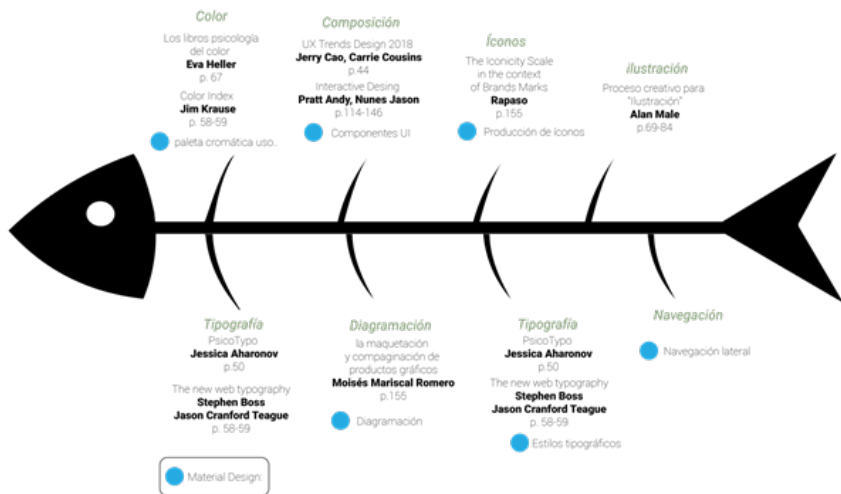 Color
Los libros psicología
del color
Eva Heller
p. 67
Color Index
Jim Krause
p. 58-59
paleta cromática uso..
Composición
UX Trends Design 2018
Jerry Cao, Carrie Cousins
p.44
Interactive Desing
Pratt Andy, Nunes Jason
p.114-146
Componentes UI
Íconos
The Iconicity Scale
in the context
of Brands Marks
Rapaso
p.155
Producción de íconos
ilustración
Proceso creativo para
"Ilustración"
Alan Male
p.69-84
Tipografía
PsicoTypo
Jessica Aharonov
p.50
The new web typography
Stephen Boss
Jason Cranford Teague
p. 58-59
Material Design:
Diagramación
la maquetación
y compaginación de
productos gráficos
Moisés Mariscal Romero
p.155
Diagramación
Tipografía
PsicoTypo
Jessica Aharonov
p.50
The new web typography
Stephen Boss
Jason Cranford Teague
p. 58-59
Estilos tipográficos
Navegación
Navegación lateral